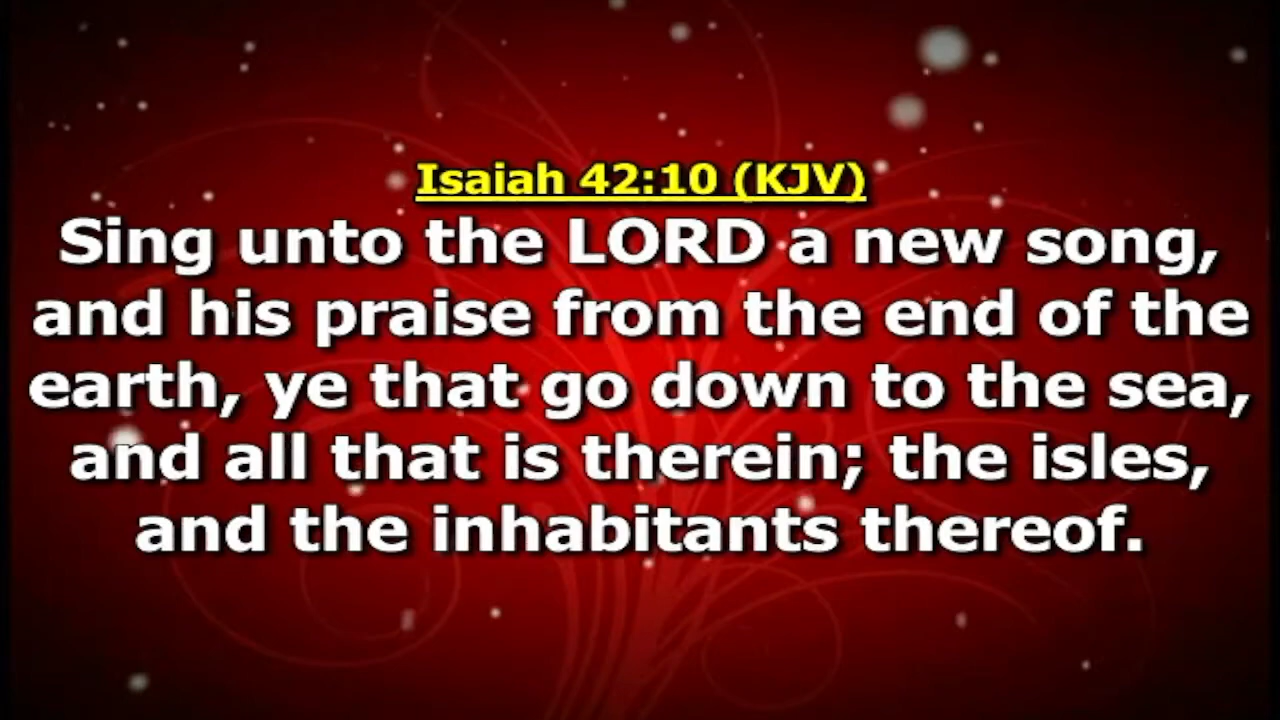 Isaiah 42:10 (KJV)
Sing unto the LORD a new song,
and his praise from the end of the
earth, ye that go down to the sea,
and all that is therein; the isles,
and the inhabitants thereof.